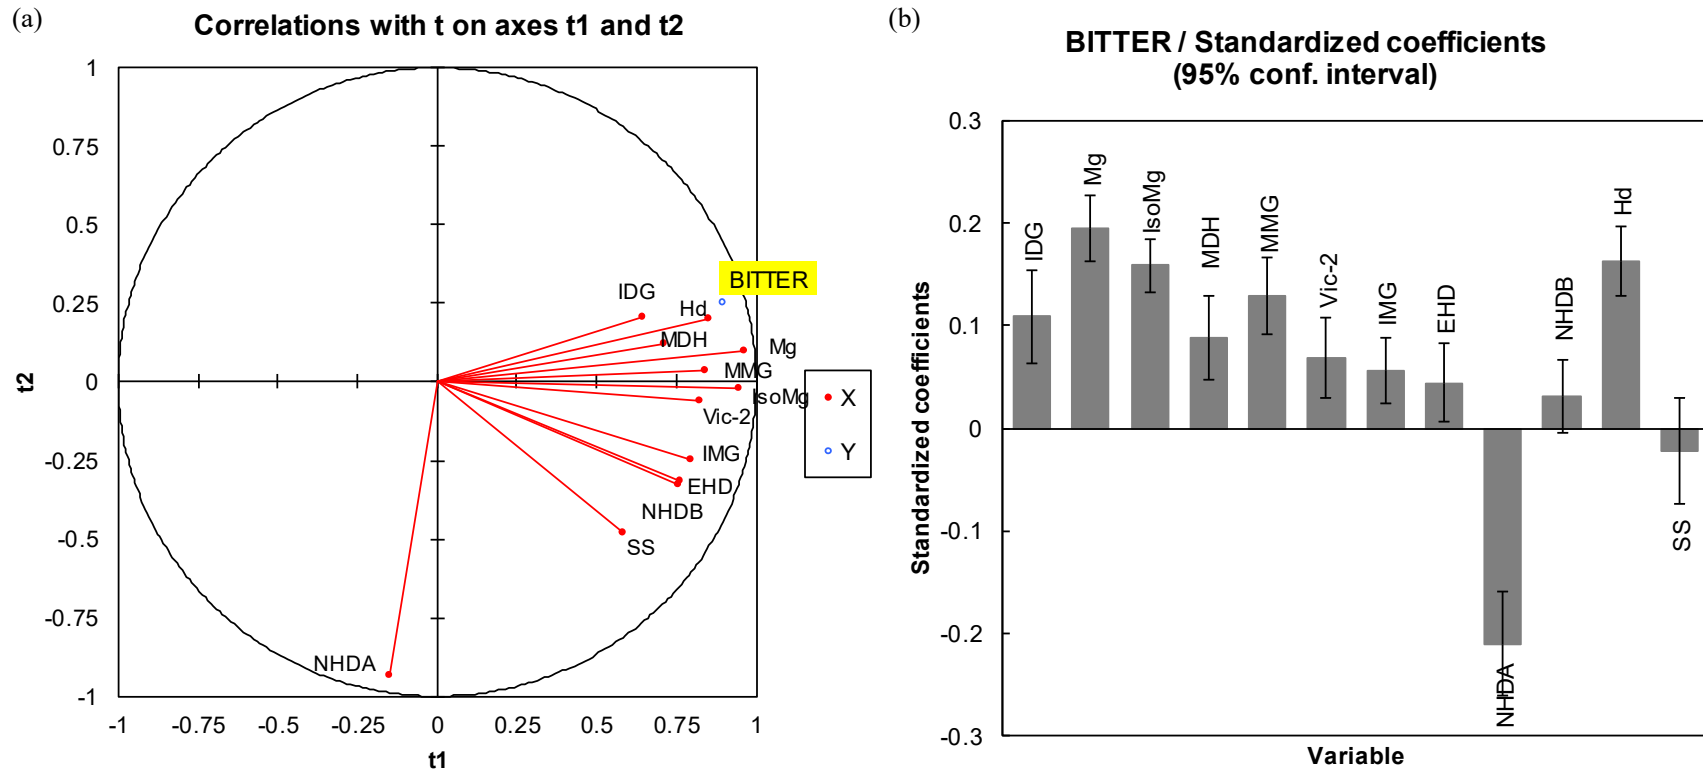 (a)
Correlations with t on axes t1 and t2
1
0.75
0.5
0.25
0
-0.25
-0.5
-0.75
-1
t2
BITTER
IDG
Hd
MDH
Mg
MMG
IsoMg
Vic-2
IMG
EHD
NHDB
SS
NHDA
-1 -0.75 -0.5 -0.25 0 0.25 0.5 0.75 1
t1
X
Y
(b)
BITTER / Standardized coefficients
(95% conf. interval)
0.3
0.2
0.1
0
-0.1
-0.2
-0.3
Standardized coefficients
IDG
Mg
IsoMg
MDH
MMG
Vic-2
IMG
EHD
NHDA
NHDB
Hd
SS
Variable